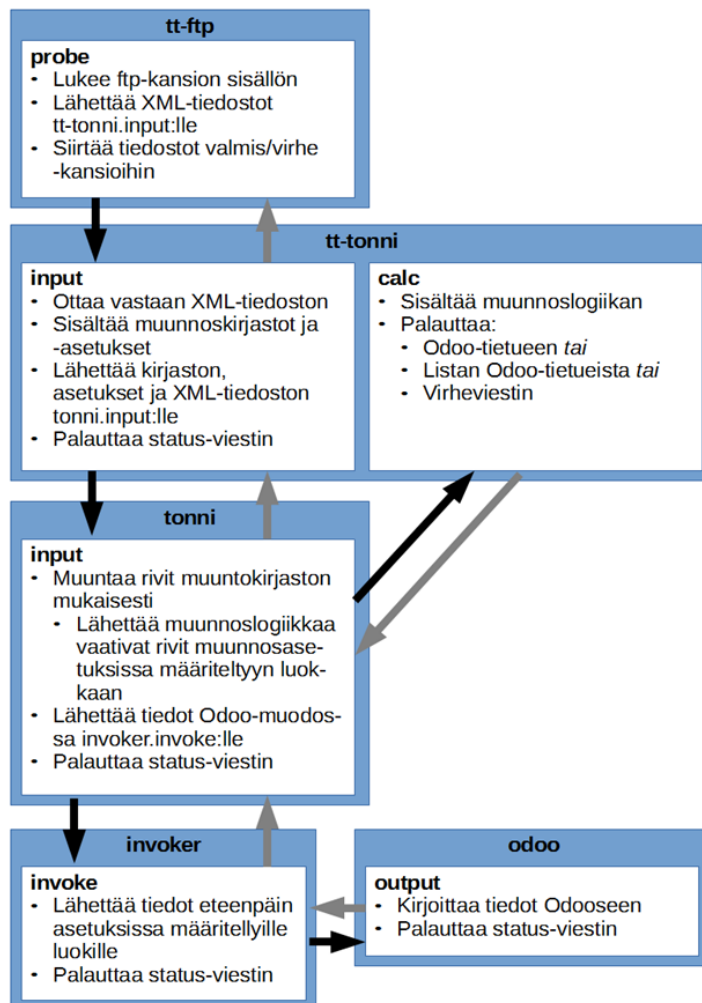 tt-ftp
probe
• Lukee ftp-kansion sisällön
• Lähettää XML-tiedostot
tt-tonni.input:lle
• Siirtää tiedostot valmis/virhe
-kansioihin
tt-tonni
input
• Ottaa vastaan XML-tiedoston
• Sisältää muunnoskirjastot ja
-asetukset
• Lähettää kirjaston,
asetukset ja XML-tiedoston
tonni.input:lle
• Palauttaa status-viestin
calc
• Sisältää muunnoslogiikan
• Palauttaa:
• Odoo-tietueen tai
• Listan Odoo-tietueista tai
• Virheviestin
tonni
input
• Muuntaa rivit muuntokirjaston
mukaisesti
• Lähettää muunnoslogiikkaa
vaativat rivit muunnosase-
tuksissa määriteltyyn luok-
kaan
• Lähettää tiedot Odoo-muodos-
sa invoker.invoke:lle
• Palauttaa status-viestin
invoker
invoke
• Lähettää tiedot eteenpäin
asetuksissa määritellyille
luokille
• Palauttaa status-viestin
odoo
output
• Kirjoittaa tiedot Odooseen
• Palauttaa status-viestin